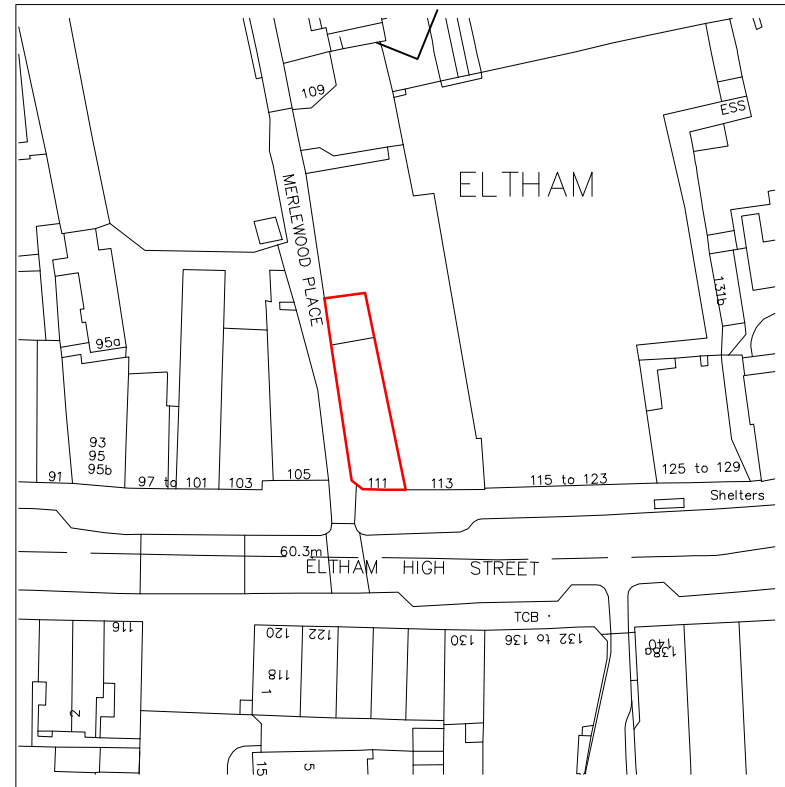 109
ESS
ELTHAM
MERLEWOOD PLACE
131b
95a
93
95
95b
91
97 to 101
103
105
111
113
115 to 123
125 to 129
Shelters
60.3m
ELTHAM HIGH STREET
TCB
116
120
122
118
1
130
132 to 136
138a
140
2
15
5